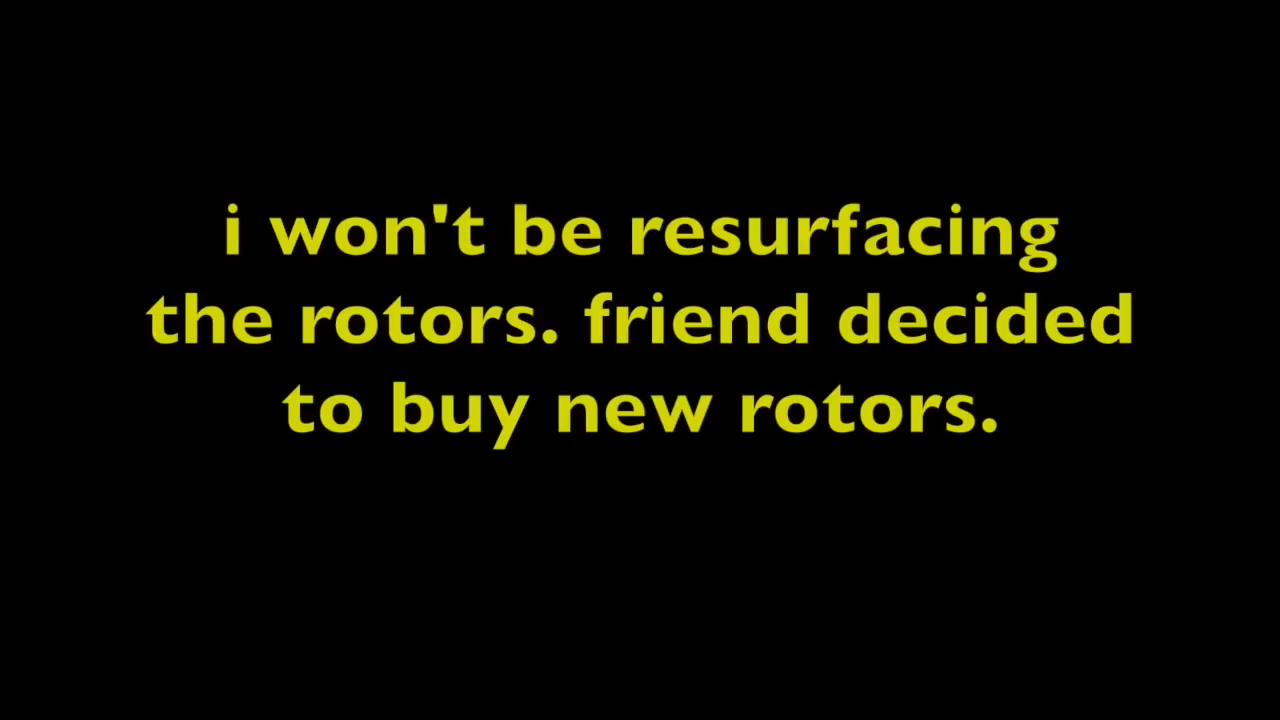 i won't be resurfacing
the rotors. friend decided
to buy new rotors.